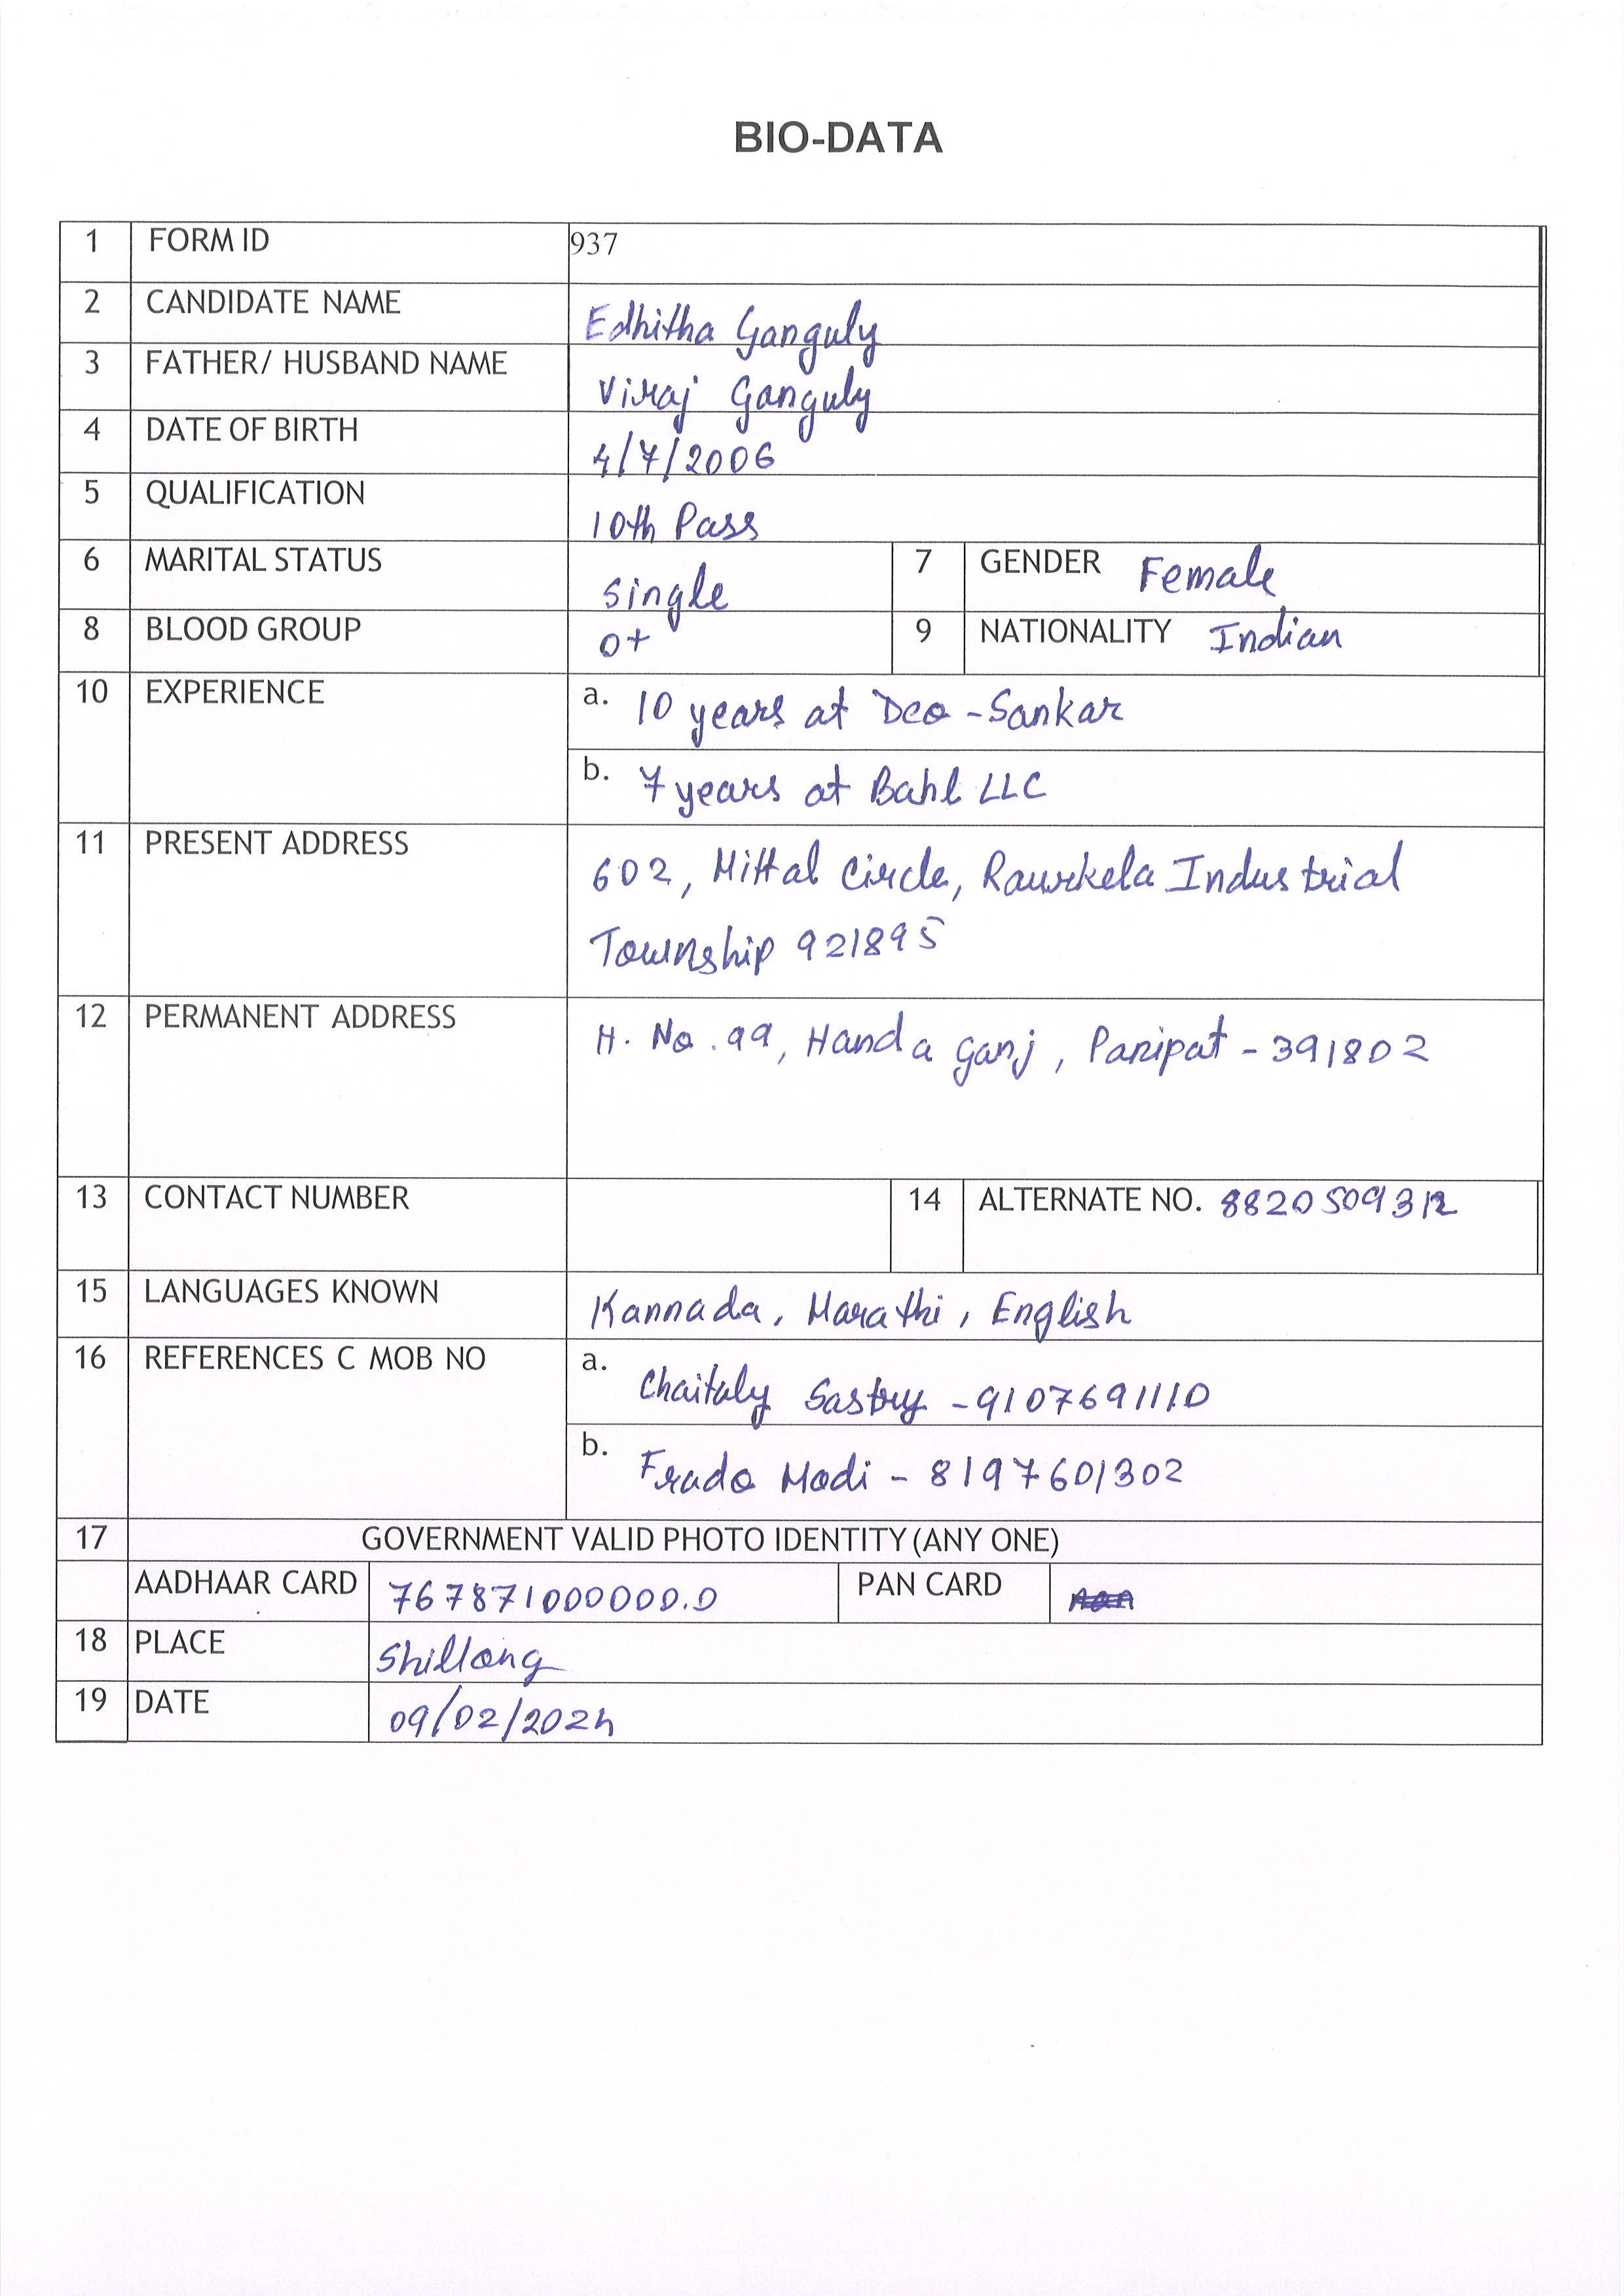 BIO-DATA
1 FORM ID 937
2 CANDIDATE NAME Edhitha Ganguly
3 FATHER/ HUSBAND NAME Viraj Ganguly
4 DATE OF BIRTH 4/7/2006
5 QUALIFICATION 10th Pass
6 MARITAL STATUS Single 7 GENDER Female
8 BLOOD GROUP O+ 9 NATIONALITY Indian
10 EXPERIENCE a. 10 years at Deo-Sankar
b. 7 years at Bahl LLC
11 PRESENT ADDRESS 602, Mittal Circle, Raurkela Industrial
Township 921895
12 PERMANENT ADDRESS H. No. 99, Handa Ganj, Panipat - 391802
13 CONTACT NUMBER 14 ALTERNATE NO. 8820509312
15 LANGUAGES KNOWN Kannada, Marathi, English
16 REFERENCES C MOB NO a. Chaitaly Sastry - 9107691110
b. Frado Modi - 8197601302
17 GOVERNMENT VALID PHOTO IDENTITY (ANY ONE)
AADHAAR CARD 767871000000.0 PAN CARD
18 PLACE Shillong
19 DATE 09/02/2024